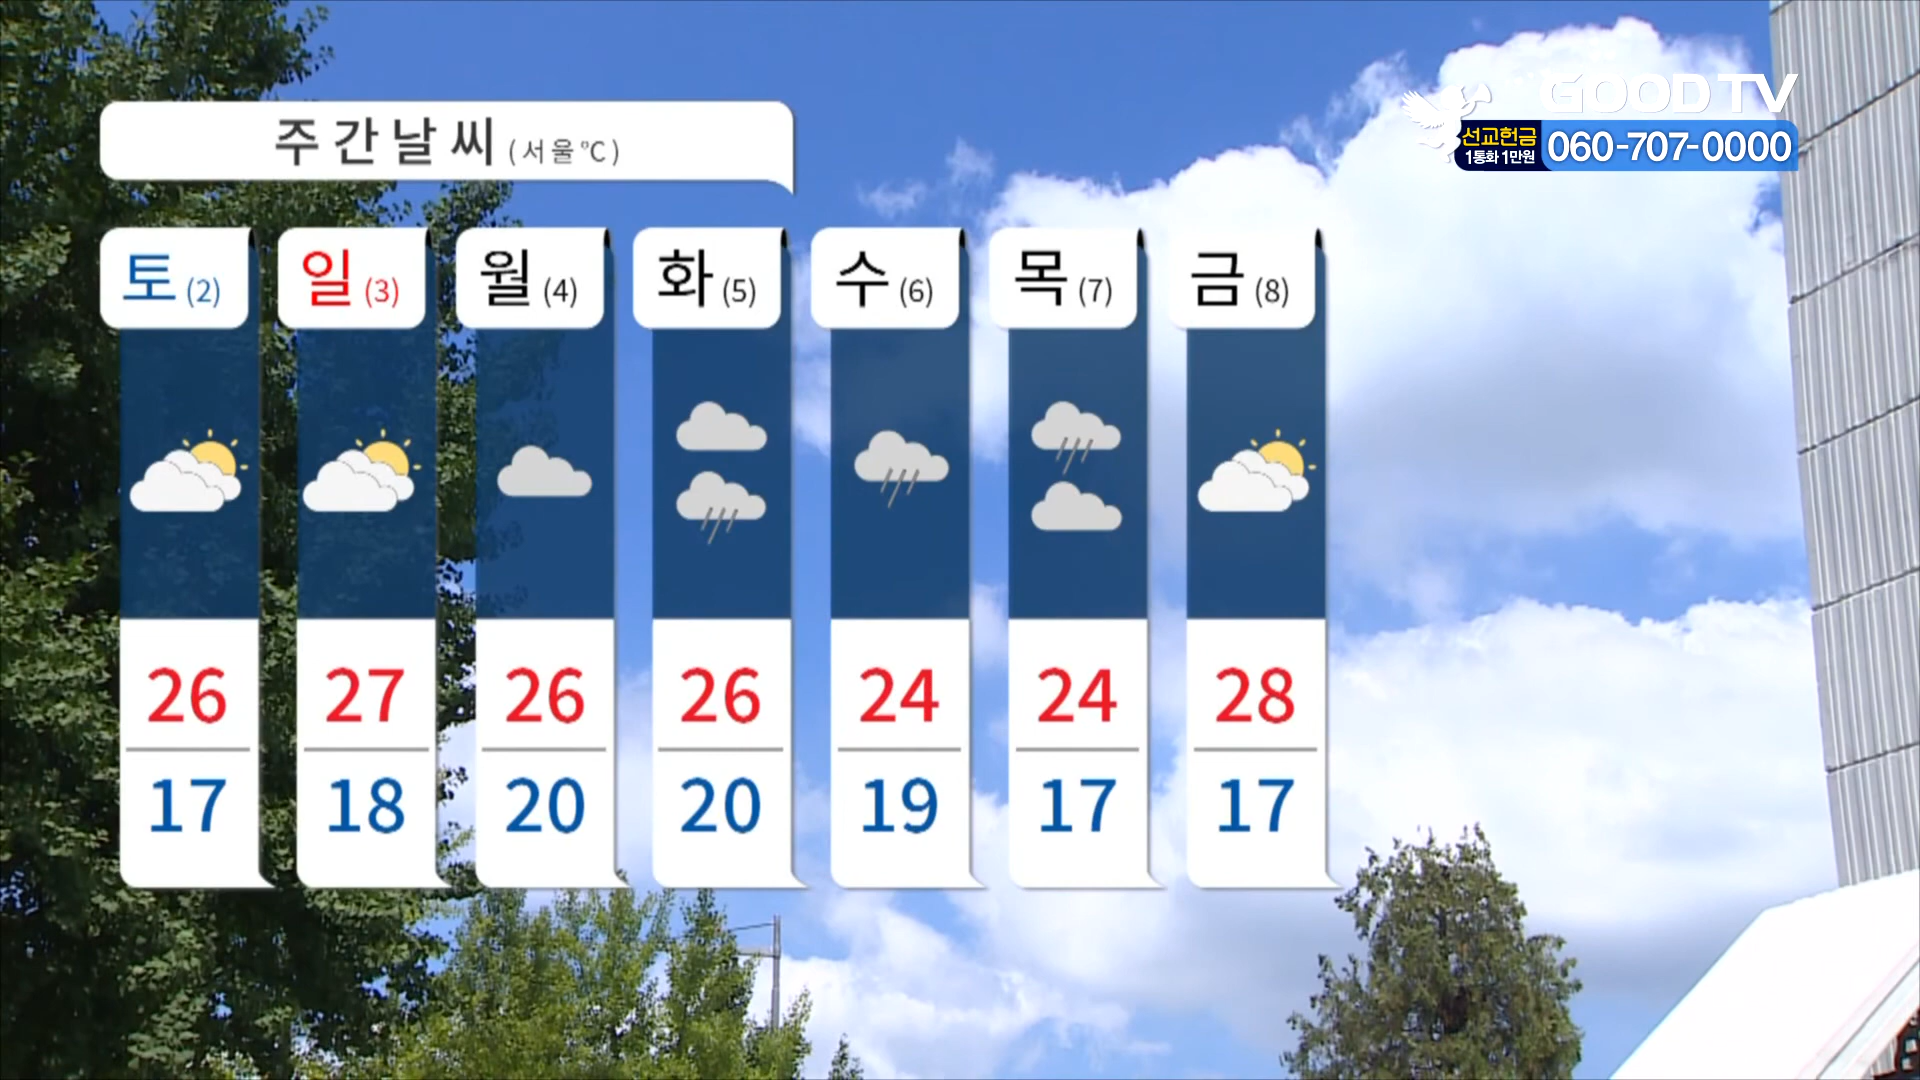 GOODTV
선교헌금
1통화 1만원
060-707-0000
주간날씨 (서울℃)
토 (2) 일 (3) 월 (4) 화 (5) 수 (6) 목 (7) 금 (8)
26 27 26 26 24 24 28
17 18 20 20 19 17 17